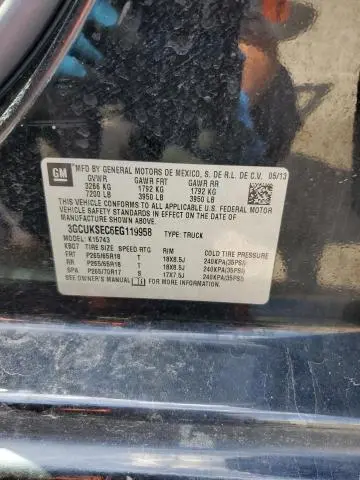 GM
MFD BY GENERAL MOTORS DE MEXICO, S. DE R.L. DE C.V. 05/13
GVWR GAWR FRT GAWR RR
3266 KG 1792 KG 1792 KG
7200 LB 3950 LB 3950 LB
THIS VEHICLE CONFORMS TO ALL APPLICABLE U.S. FEDERAL MOTOR
VEHICLE SAFETY STANDARDS IN EFFECT ON THE DATE OF
MANUFACTURE SHOWN ABOVE.
3GCUKSEC6EG119958 TYPE: TRUCK
MODEL: K15743
TIRE SIZE SPEED RTG RIM COLD TIRE PRESSURE
FRT P265/65R18 T 18X8.5J 240KPA(35PSI)
RR P265/65R18 T 18X8.5J 240KPA(35PSI)
SPA P265/70R17 S 17X7.5J 240KPA(35PSI)
SEE OWNER'S MANUAL FOR ADDITIONAL INFORMATION.